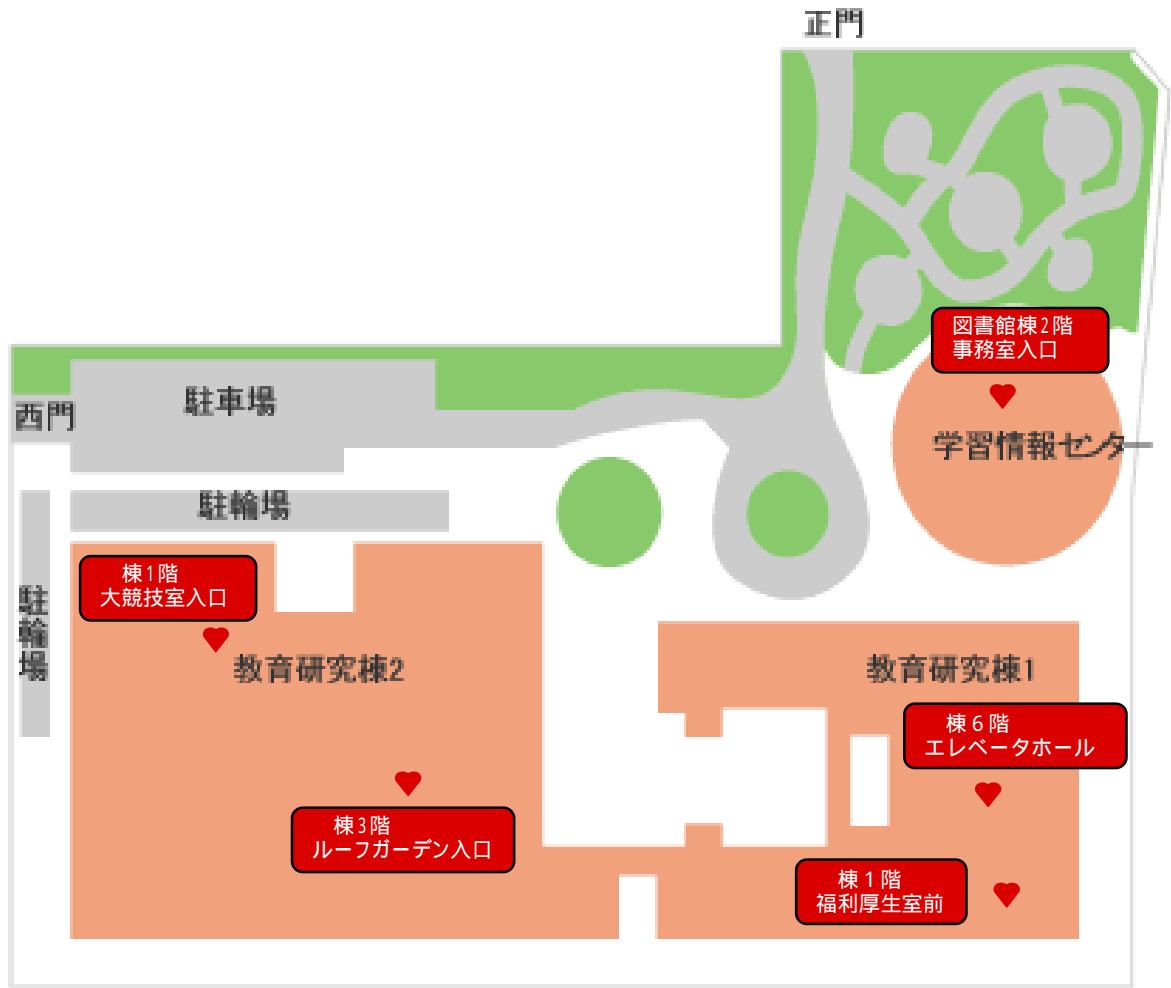 正門
図書館棟2階
事務室入口
西門
駐車場
学習情報センター
駐輪場
棟1階
大競技室入口
駐輪場
教育研究棟2
教育研究棟1
棟6階
エレベータホール
棟3階
ルーフガーデン入口
棟1階
福利厚生室前